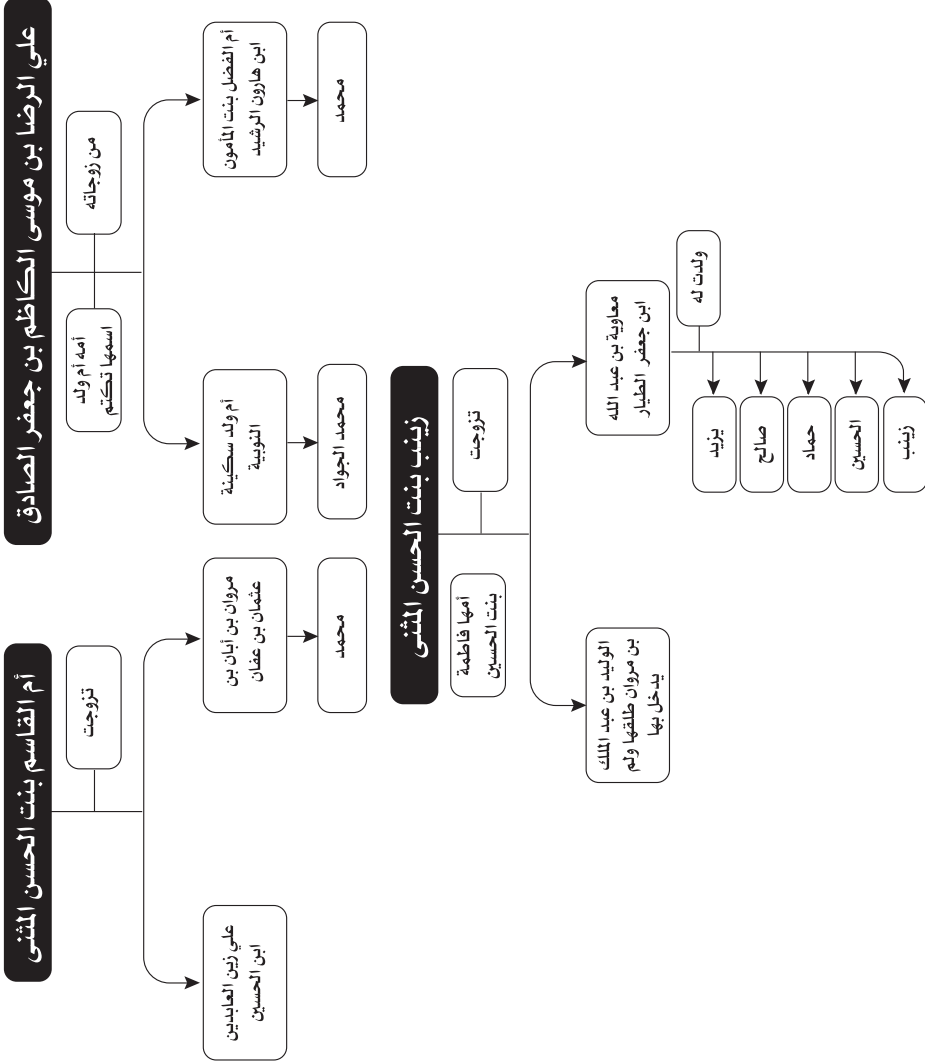 علي الرضا بن موسى الكاظم بن جعفر الصادق
من زوجاته
أمه أم ولد
اسمها تكتم
أم الفضل بنت المأمون
ابن هارون الرشيد
محمد
أم ولد سكينة
النوبية
محمد الجواد
أم القاسم بنت الحسن المثنى
تزوجت
مروان بن أبان بن
عثمان بن عفان
محمد
علي زين العابدين
ابن الحسين
زينب بنت الحسن المثنى
تزوجت
أمها فاطمة
بنت الحسين
معاوية بن عبد الله
ابن جعفر الطيار
ولدت له
يزيد
صالح
حماد
الحسين
زينب
الوليد بن عبد الملك
بن مروان طلقها ولم
يدخل بها